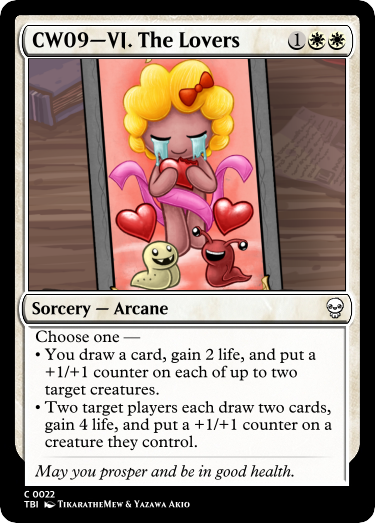 CW09—VI. The Lovers 1
Sorcery — Arcane
Choose one —
• You draw a card, gain 2 life, and put a
+1/+1 counter on each of up to two
target creatures.
• Two target players each draw two cards,
gain 4 life, and put a +1/+1 counter on a
creature they control.
May you prosper and be in good health.
C 0022
TBI TikaratheMew & Yazawa Akio